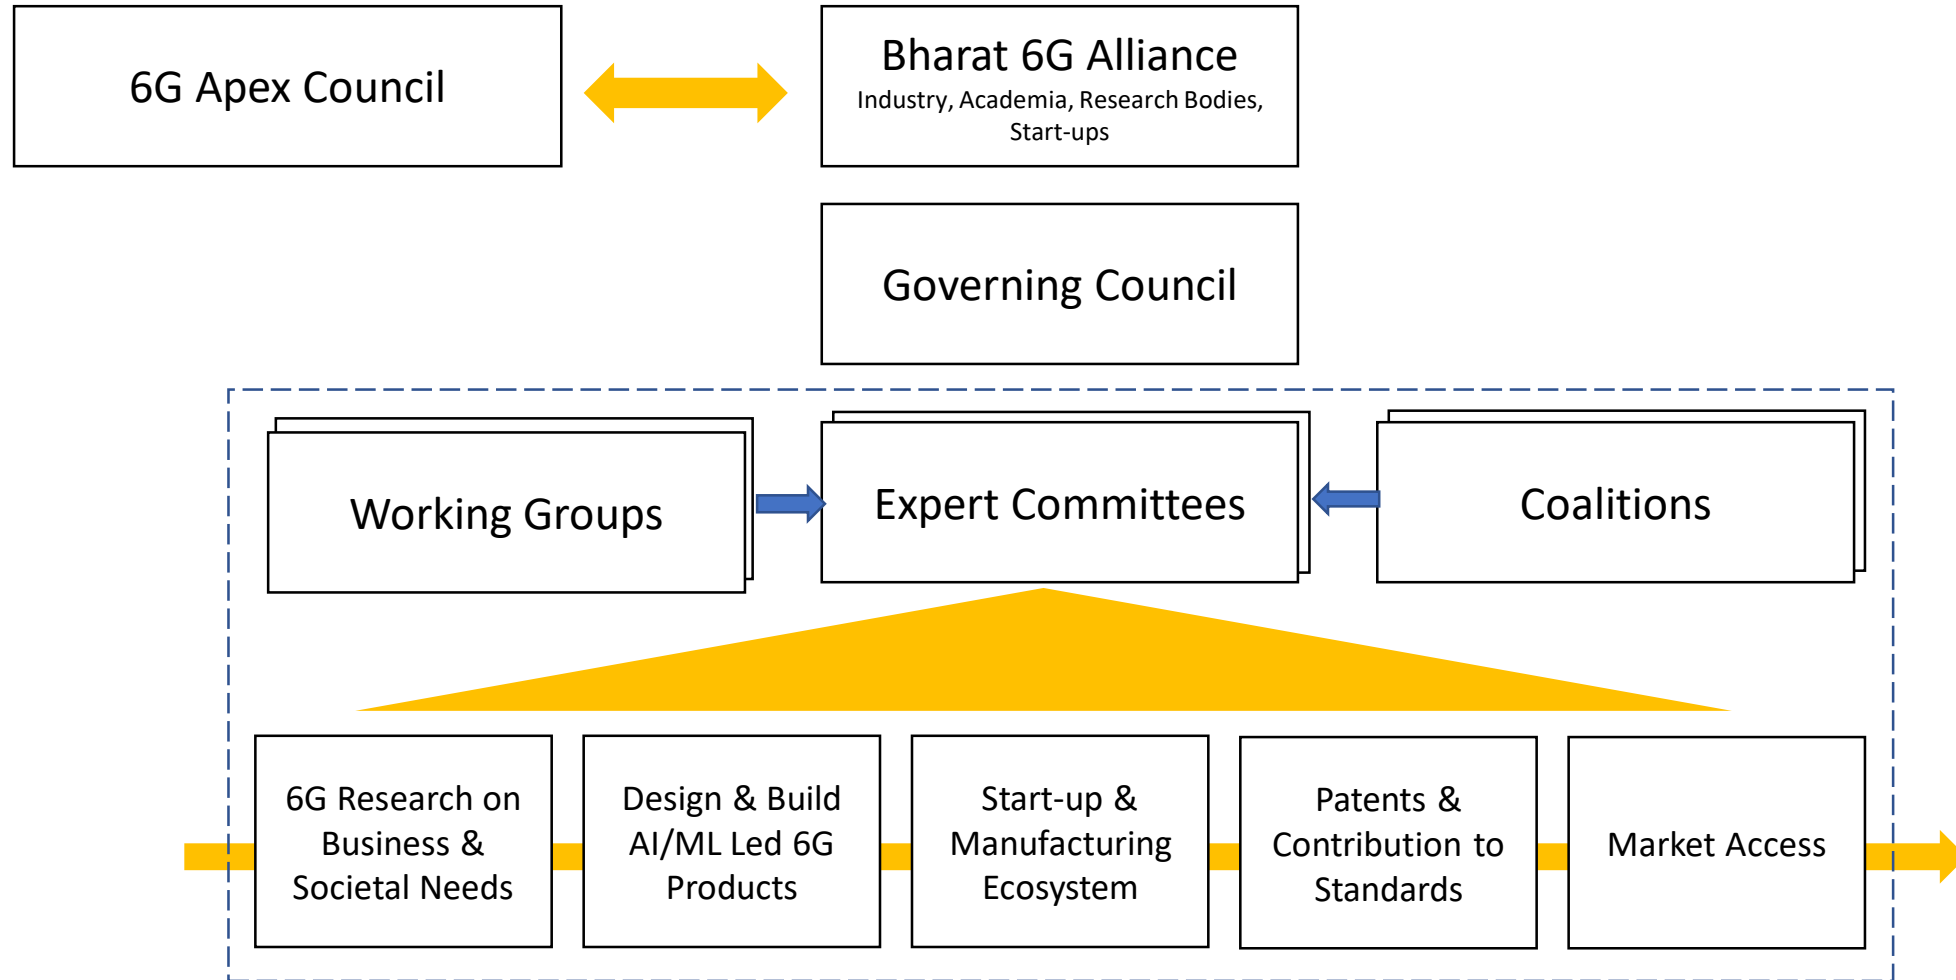 6G Apex Council
Bharat 6G Alliance
Industry, Academia, Research Bodies,
Start-ups
Governing Council
Working Groups
Expert Committees
Coalitions
6G Research on
Business &
Societal Needs
Design & Build
AI/ML Led 6G
Products
Start-up &
Manufacturing
Ecosystem
Patents &
Contribution to
Standards
Market Access